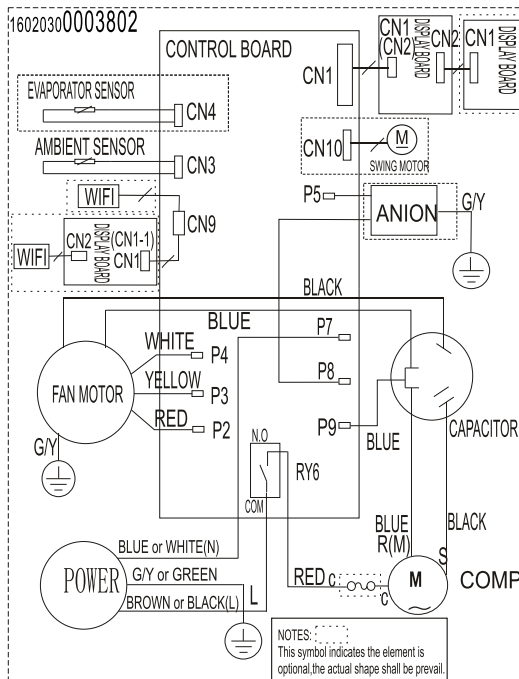 16020300003802
CONTROL BOARD
CN1
CN1
(CN2)
DISPLAY BOARD
CN2
CN1
DISPLAY BOARD
EVAPORATOR SENSOR
CN4
AMBIENT SENSOR
CN3
CN10
M
SWING MOTOR
WIFI
CN9
P5
ANION
G/Y
WIFI
CN2
DISPLAY BOARD
(CN1-1)
CN1
BLACK
BLUE
P7
WHITE
P4
P8
FAN MOTOR
YELLOW
P3
RED
P2
P9
BLUE
CAPACITOR
G/Y
N.O
RY6
COM
BLUE
R(M)
BLACK
S
BLUE or WHITE(N)
POWER
G/Y or GREEN
BROWN or BLACK(L)
L
RED
C
C
M
COMP
NOTES:
This symbol indicates the element is
optional,the actual shape shall be prevail.